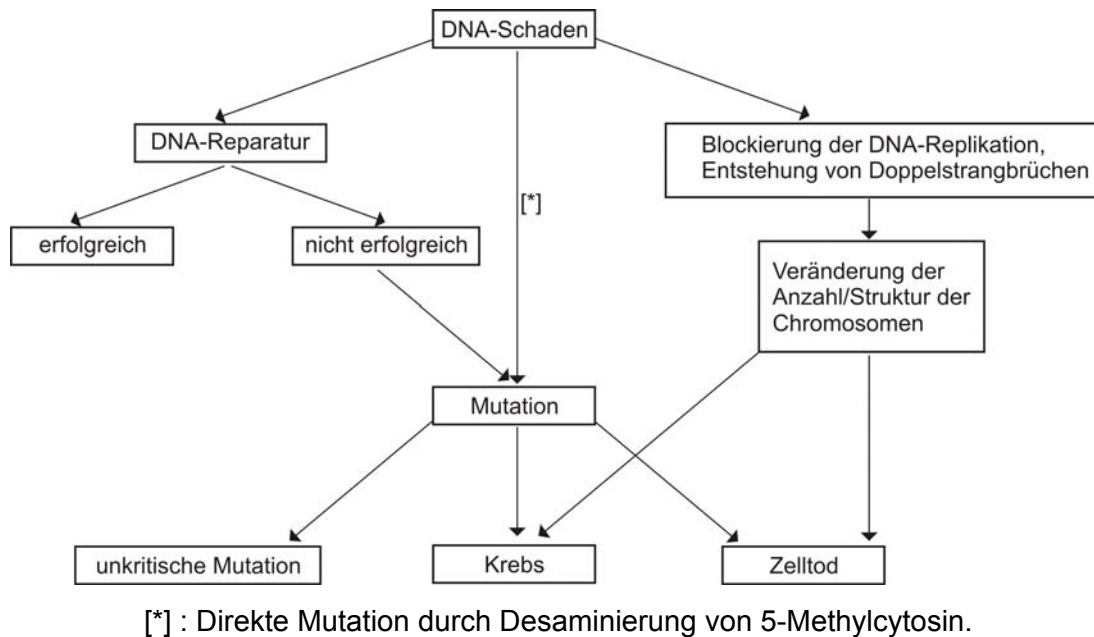 DNA-Schaden
DNA-Reparatur
Blockierung der DNA-Replikation,
Entstehung von Doppelstrangbrüchen
[*]
erfolgreich
nicht erfolgreich
Veränderung der
Anzahl/Struktur der
Chromosomen
Mutation
unkritische Mutation
Krebs
Zelltod
[*] : Direkte Mutation durch Desaminierung von 5-Methylcytosin.